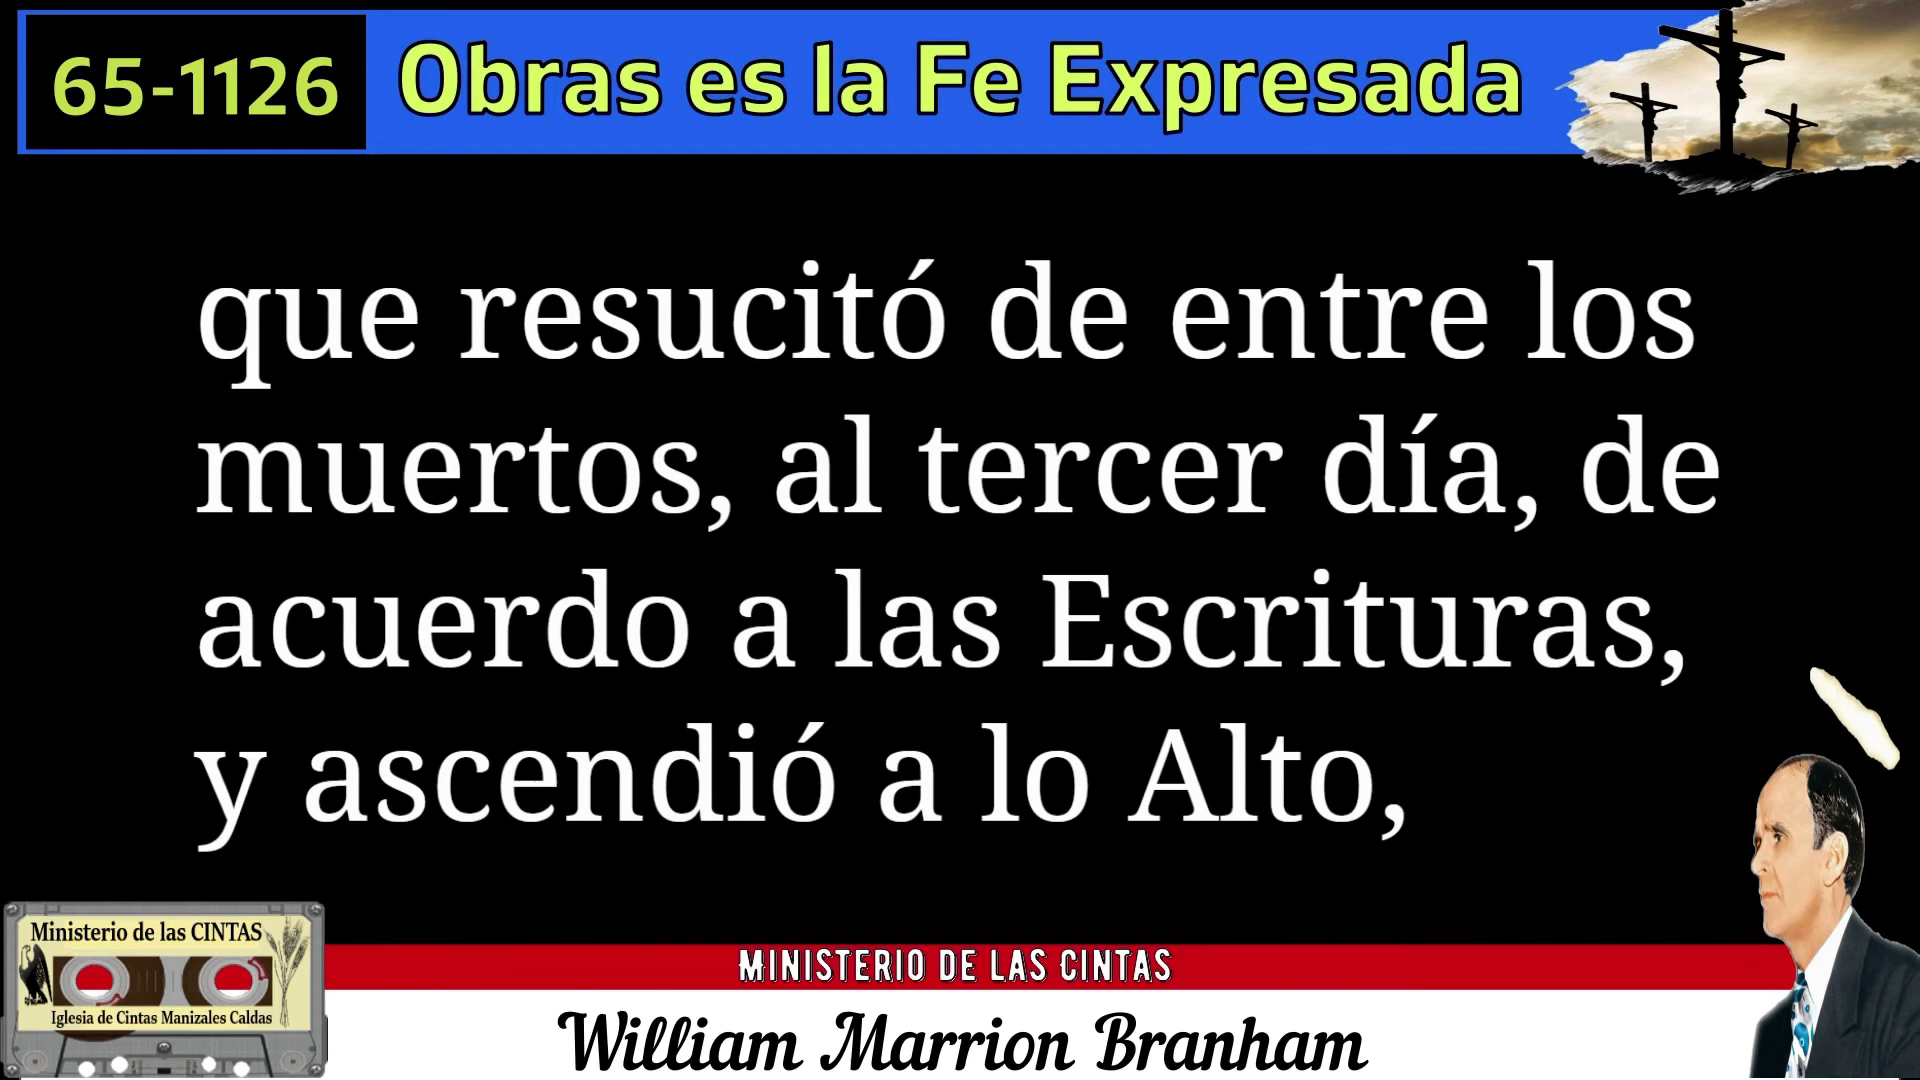 65-1126
Obras es la Fe Expresada
que resucitó de entre los
muertos, al tercer día, de
acuerdo a las Escrituras,
y ascendió a lo Alto,
Ministerio de las CINTAS
Iglesia de Cintas Manizales Caldas
MINISTERIO DE LAS CINTAS
William Marrion Branham